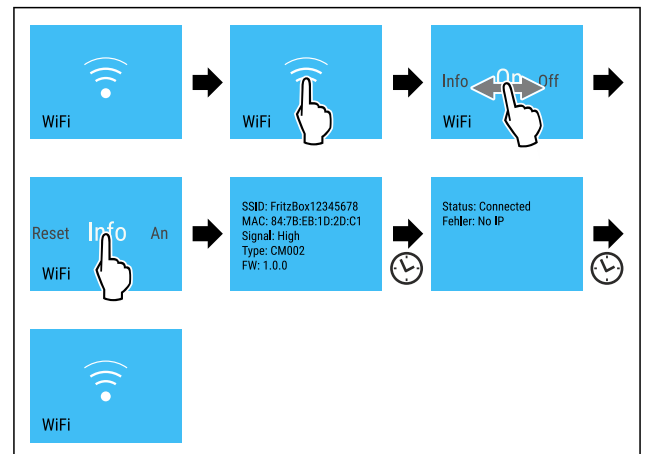 WiFi
WiFi
Info On Off
WiFi
Reset Info An
WiFi
SSID: FritzBox12345678
MAC: 84:7B:EB:1D:2D:C1
Signal: High
Type: CM002
FW: 1.0.0
Status: Connected
Fehler: No IP
WiFi